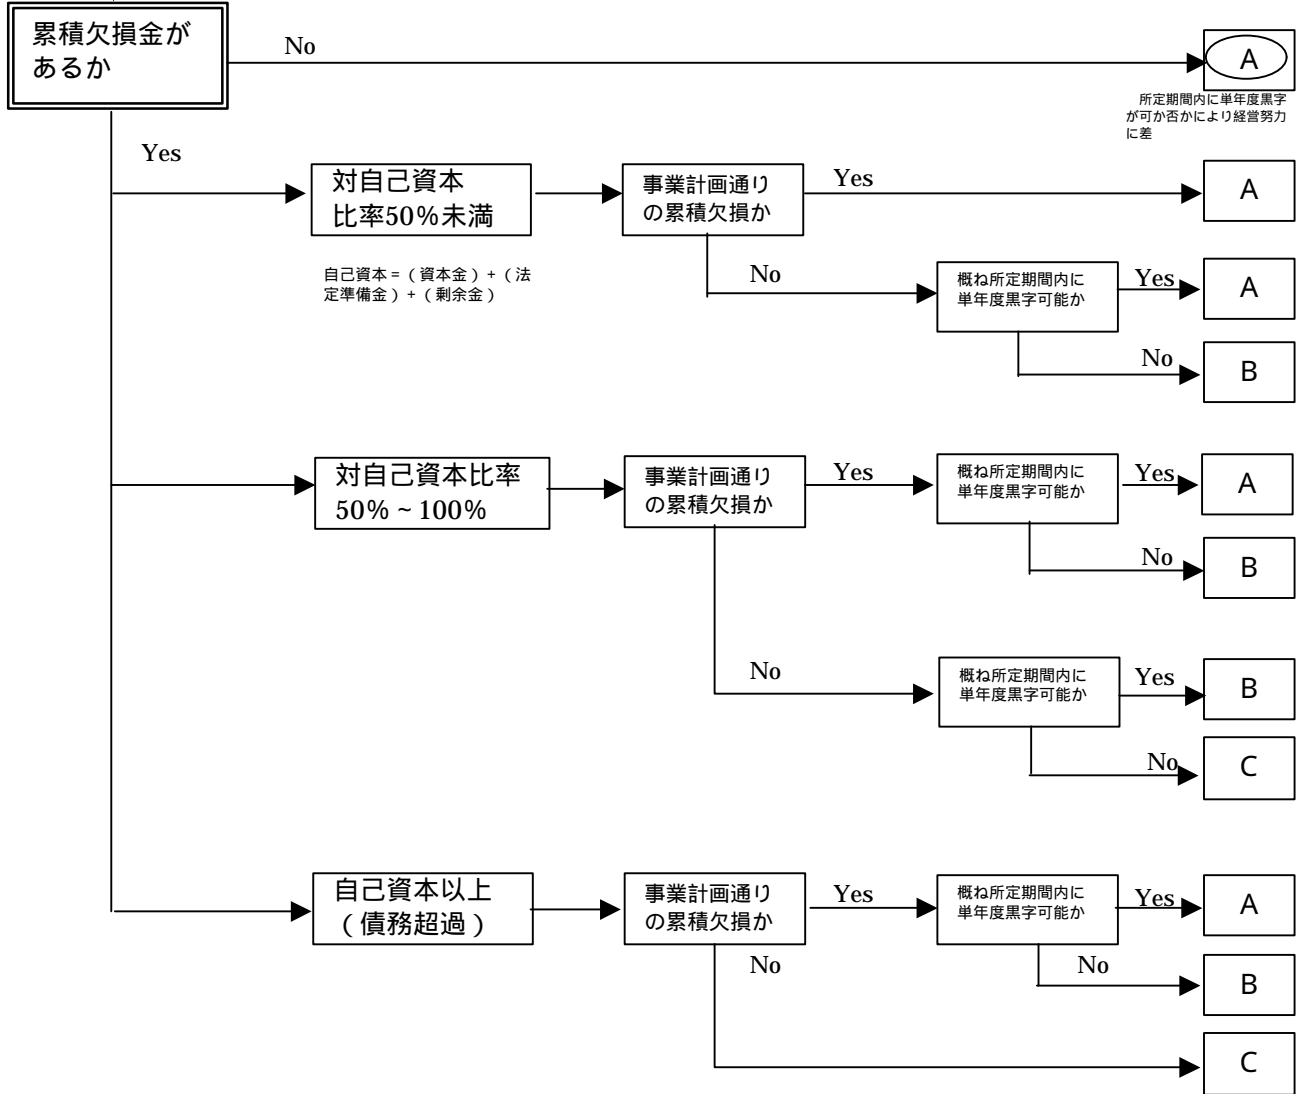 累積欠損金が
あるか
No
A
所定期間内に単年度黒字
が可か否かにより経営努力
に差
Yes
対自己資本
比率50%未満
事業計画通り
の累積欠損か
Yes
A
自己資本=(資本金)+(法
定準備金)+(剰余金)
No
概ね所定期間内に
単年度黒字可能か
Yes
A
No
B
対自己資本比率
50%~100%
事業計画通り
の累積欠損か
Yes
概ね所定期間内に
単年度黒字可能か
Yes
A
No
B
No
概ね所定期間内に
単年度黒字可能か
Yes
B
No
C
自己資本以上
(債務超過)
事業計画通り
の累積欠損か
Yes
概ね所定期間内に
単年度黒字可能か
Yes
A
No
No
B
C